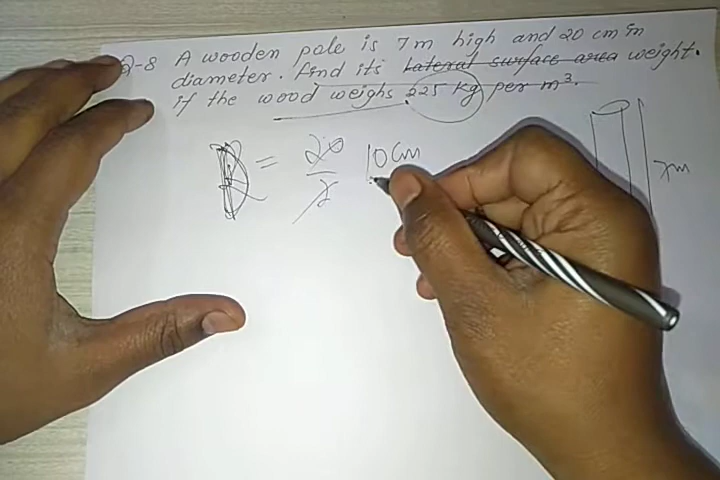 Q-8 A wooden pole is 7m high and 20 cm in
diameter. find its lateral surface area weight.
if the wood weighs 225 kg per m³.
= 20/2 10cm
7m